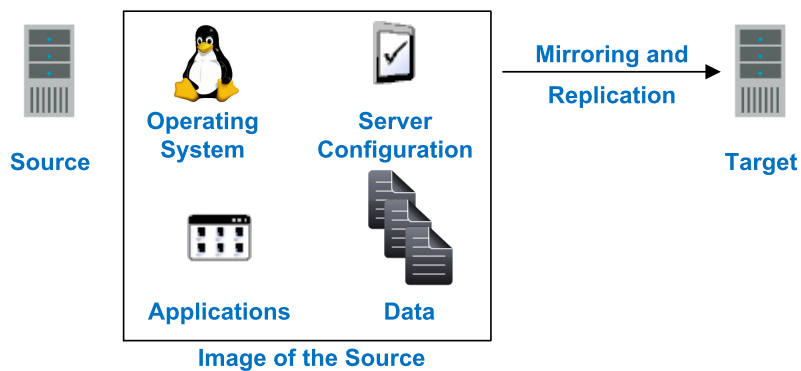 Mirroring and
Replication
Operating
System
Server
Configuration
Source
Target
Applications
Data
Image of the Source